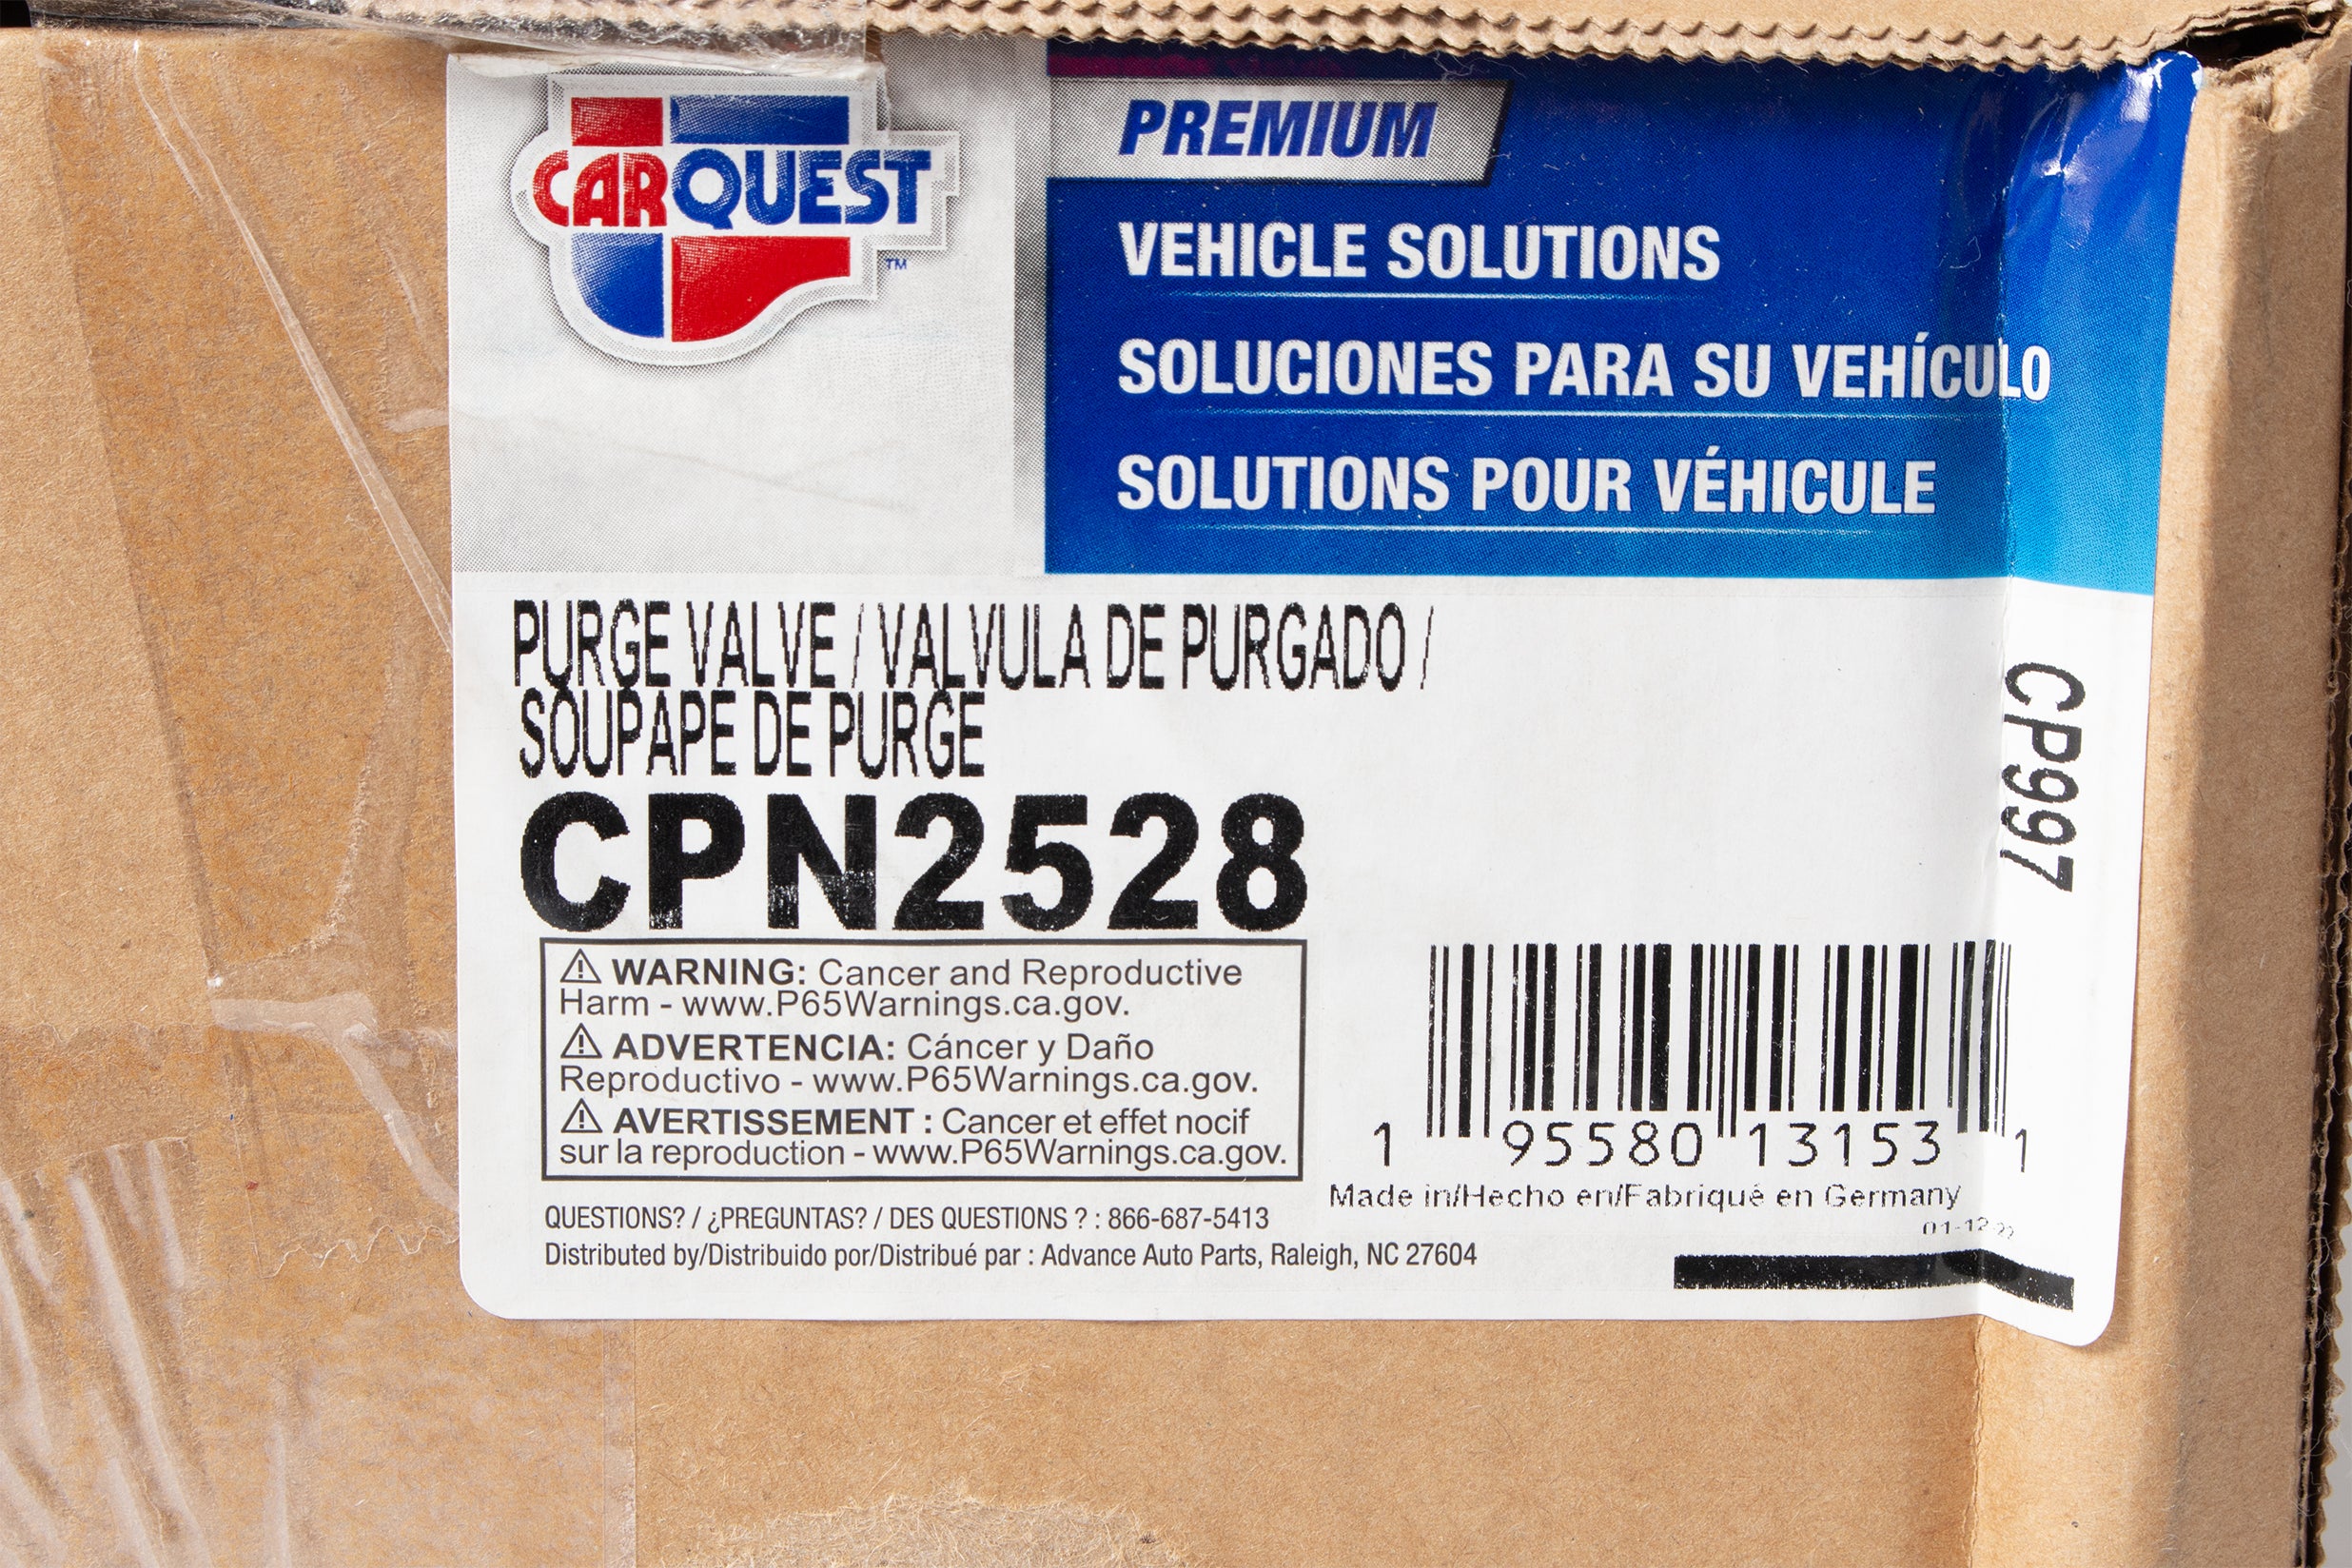 CARQUEST
TM
PREMIUM
VEHICLE SOLUTIONS
SOLUCIONES PARA SU VEHÍCULO
SOLUTIONS POUR VÉHICULE
PURGE VALVE / VALVULA DE PURGADO /
SOUPAPE DE PURGE
CPN2528
CP997
⚠ WARNING: Cancer and Reproductive
Harm - www.P65Warnings.ca.gov.
⚠ ADVERTENCIA: Cáncer y Daño
Reproductivo - www.P65Warnings.ca.gov.
⚠ AVERTISSEMENT : Cancer et effet nocif
sur la reproduction - www.P65Warnings.ca.gov.
1 95580 13153 1
Made in/Hecho en/Fabriqué en Germany
01-12-22
QUESTIONS? / ¿PREGUNTAS? / DES QUESTIONS ? : 866-687-5413
Distributed by/Distribuido por/Distribué par : Advance Auto Parts, Raleigh, NC 27604